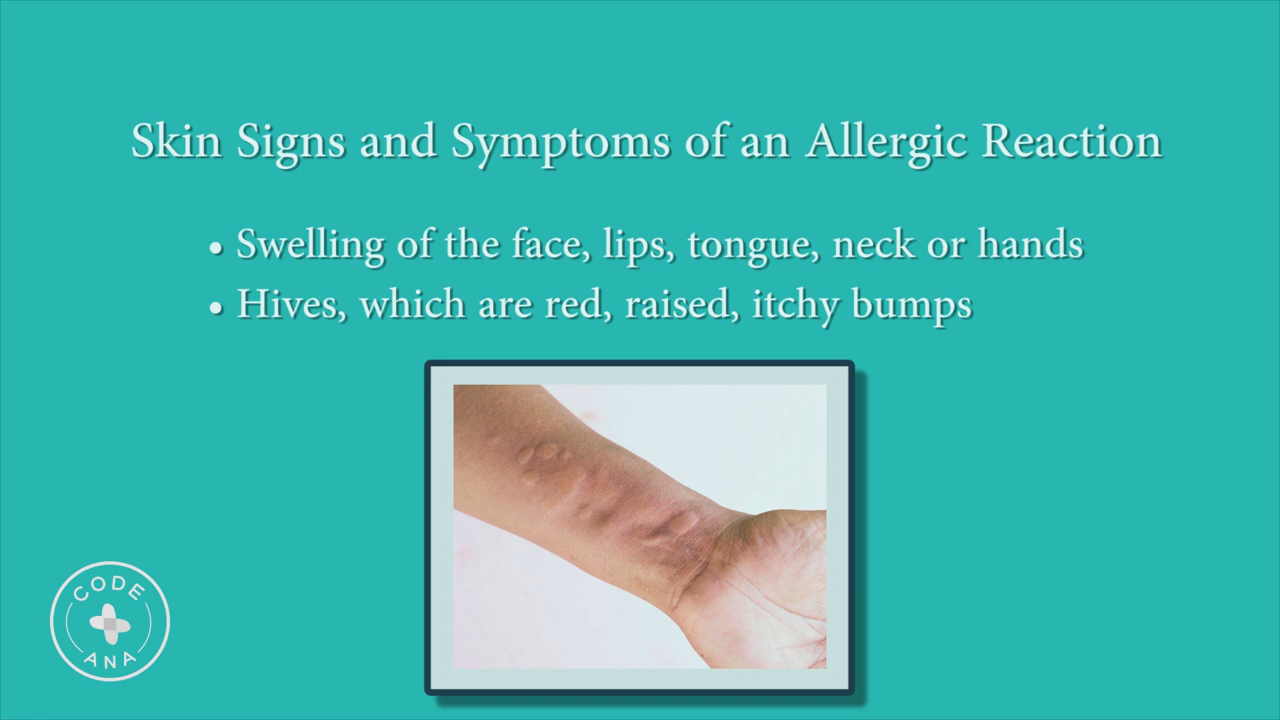 Skin Signs and Symptoms of an Allergic Reaction
• Swelling of the face, lips, tongue, neck or hands
• Hives, which are red, raised, itchy bumps
CODE
ANA